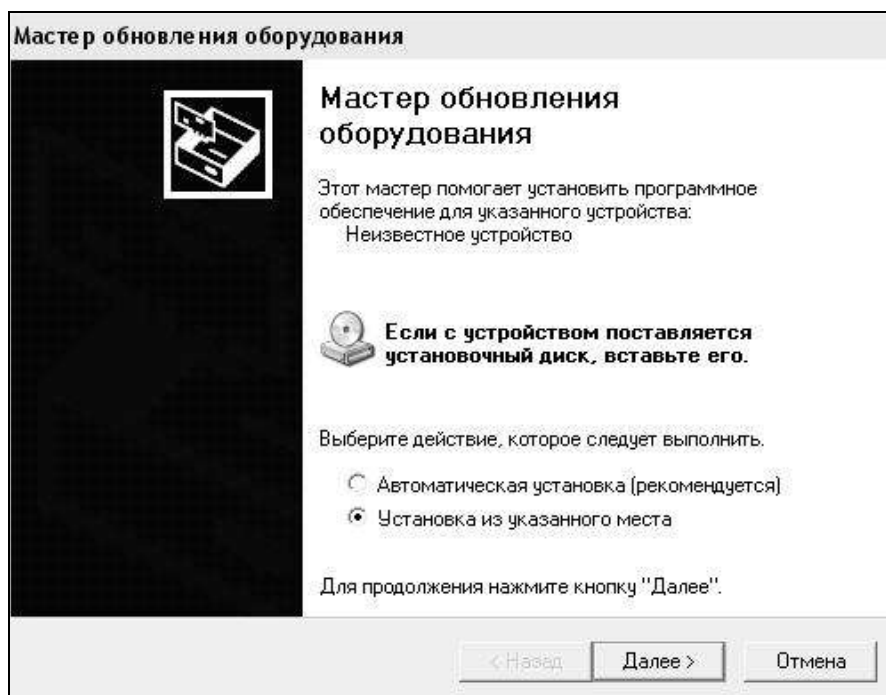 Мастер обновления оборудования
Мастер обновления
оборудования
Этот мастер помогает установить программное
обеспечение для указанного устройства:
Неизвестное устройство
Если с устройством поставляется
установочный диск, вставьте его.
Выберите действие, которое следует выполнить.
Автоматическая установка (рекомендуется)
Установка из указанного места
Для продолжения нажмите кнопку "Далее".
< Назад Далее > Отмена